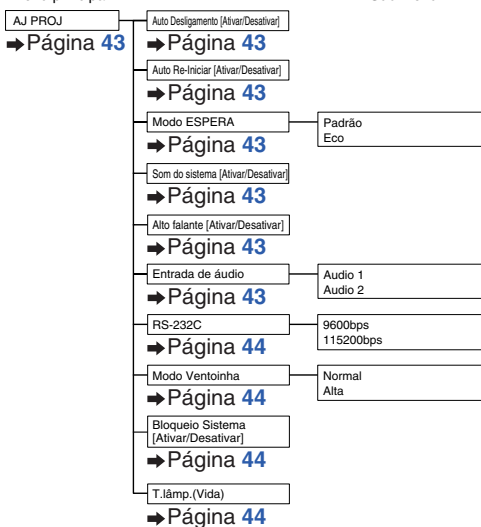 AJ PROJ
➡Página 43
Auto Desligamento [Ativar/Desativar]
➡Página 43
Auto Re-Iniciar [Ativar/Desativar]
➡Página 43
Modo ESPERA
Padrão
Eco
➡Página 43
Som do sistema [Ativar/Desativar]
➡Página 43
Alto falante [Ativar/Desativar]
➡Página 43
Entrada de áudio
Audio 1
Audio 2
➡Página 43
RS-232C
9600bps
115200bps
➡Página 44
Modo Ventoinha
Normal
Alta
➡Página 44
Bloqueio Sistema
[Ativar/Desativar]
➡Página 44
T.lâmp.(Vida)
➡Página 44